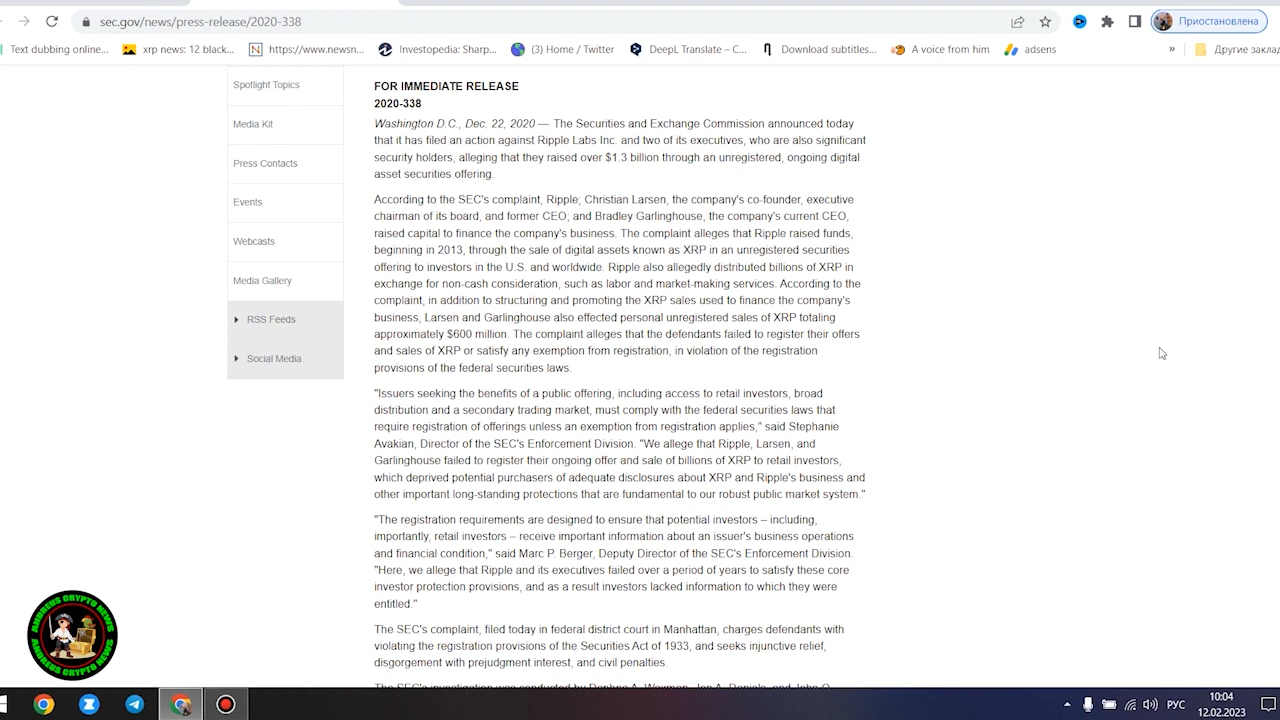 sec.gov/news/press-release/2020-338
Приостановлена
Text dubbing online...
xrp news: 12 black...
https://www.newsn...
Investopedia: Sharp...
(3) Home / Twitter
DeepL Translate – C...
Download subtitles...
A voice from him
adsens
»
Другие заклад
Spotlight Topics
Media Kit
Press Contacts
Events
Webcasts
Media Gallery
RSS Feeds
Social Media
FOR IMMEDIATE RELEASE
2020-338
Washington D.C., Dec. 22, 2020 — The Securities and Exchange Commission announced today
that it has filed an action against Ripple Labs Inc. and two of its executives, who are also significant
security holders, alleging that they raised over $1.3 billion through an unregistered, ongoing digital
asset securities offering.
According to the SEC's complaint, Ripple; Christian Larsen, the company's co-founder, executive
chairman of its board, and former CEO; and Bradley Garlinghouse, the company's current CEO,
raised capital to finance the company's business. The complaint alleges that Ripple raised funds,
beginning in 2013, through the sale of digital assets known as XRP in an unregistered securities
offering to investors in the U.S. and worldwide. Ripple also allegedly distributed billions of XRP in
exchange for non-cash consideration, such as labor and market-making services. According to the
complaint, in addition to structuring and promoting the XRP sales used to finance the company's
business, Larsen and Garlinghouse also effected personal unregistered sales of XRP totaling
approximately $600 million. The complaint alleges that the defendants failed to register their offers
and sales of XRP or satisfy any exemption from registration, in violation of the registration
provisions of the federal securities laws.
"Issuers seeking the benefits of a public offering, including access to retail investors, broad
distribution and a secondary trading market, must comply with the federal securities laws that
require registration of offerings unless an exemption from registration applies," said Stephanie
Avakian, Director of the SEC's Enforcement Division. "We allege that Ripple, Larsen, and
Garlinghouse failed to register their ongoing offer and sale of billions of XRP to retail investors,
which deprived potential purchasers of adequate disclosures about XRP and Ripple's business and
other important long-standing protections that are fundamental to our robust public market system."
"The registration requirements are designed to ensure that potential investors – including,
importantly, retail investors – receive important information about an issuer's business operations
and financial condition," said Marc P. Berger, Deputy Director of the SEC's Enforcement Division.
"Here, we allege that Ripple and its executives failed over a period of years to satisfy these core
investor protection provisions, and as a result investors lacked information to which they were
entitled."
The SEC's complaint, filed today in federal district court in Manhattan, charges defendants with
violating the registration provisions of the Securities Act of 1933, and seeks injunctive relief,
disgorgement with prejudgment interest, and civil penalties.
The SEC's investigation was conducted by Daphna A. Waxman, Jon A. Daniels, and John O.
ANDREUS CRYPTO NEWS
ANDREUS CRYPTO NEWS
РУС
10:04
12.02.2023